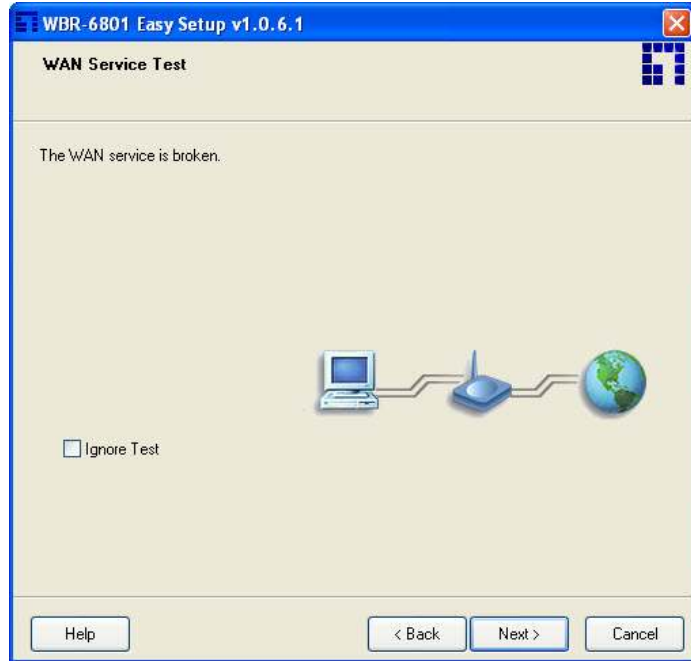 WBR-6801 Easy Setup v1.0.6.1
WAN Service Test
The WAN service is broken.
Ignore Test
Help
< Back
Next >
Cancel